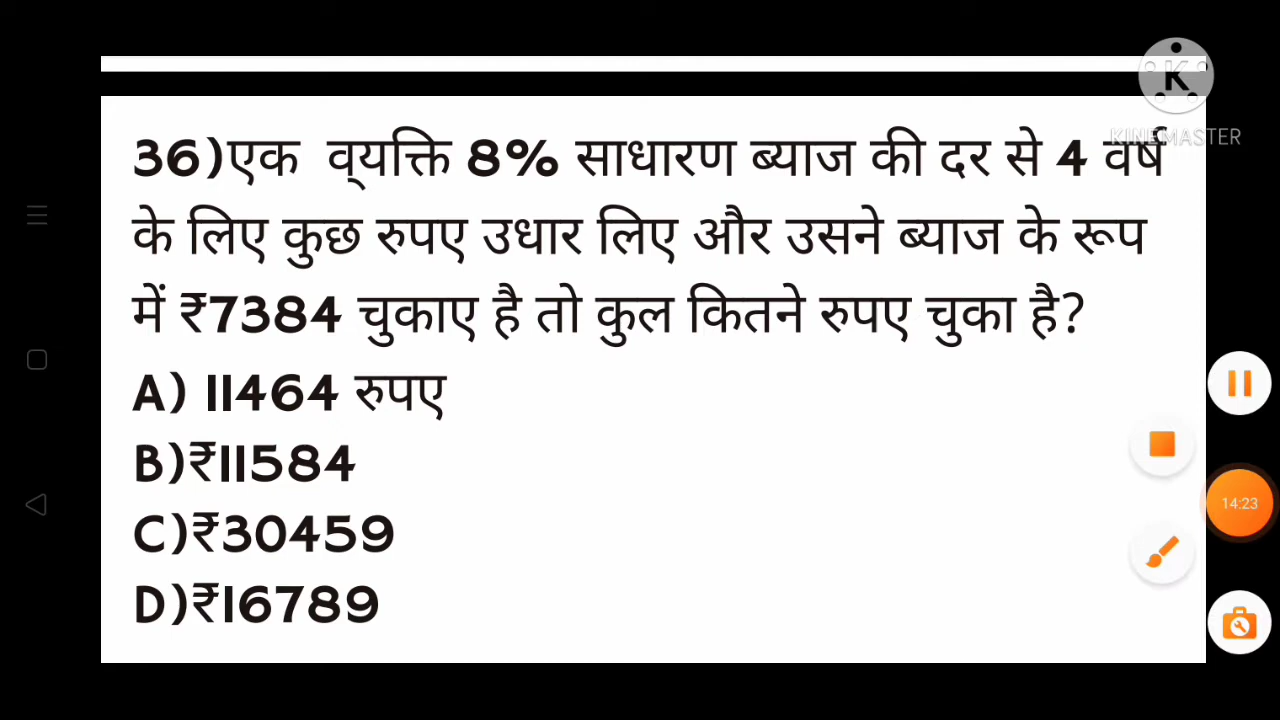 K
KINEMASTER
36)एक व्यक्ति 8% साधारण ब्याज की दर से 4 वर्ष
के लिए कुछ रुपए उधार लिए और उसने ब्याज के रूप
में ₹7384 चुकाए है तो कुल कितने रुपए चुका है?
A) 11464 रुपए
B)₹11584
C)₹30459
D)₹16789
14:23